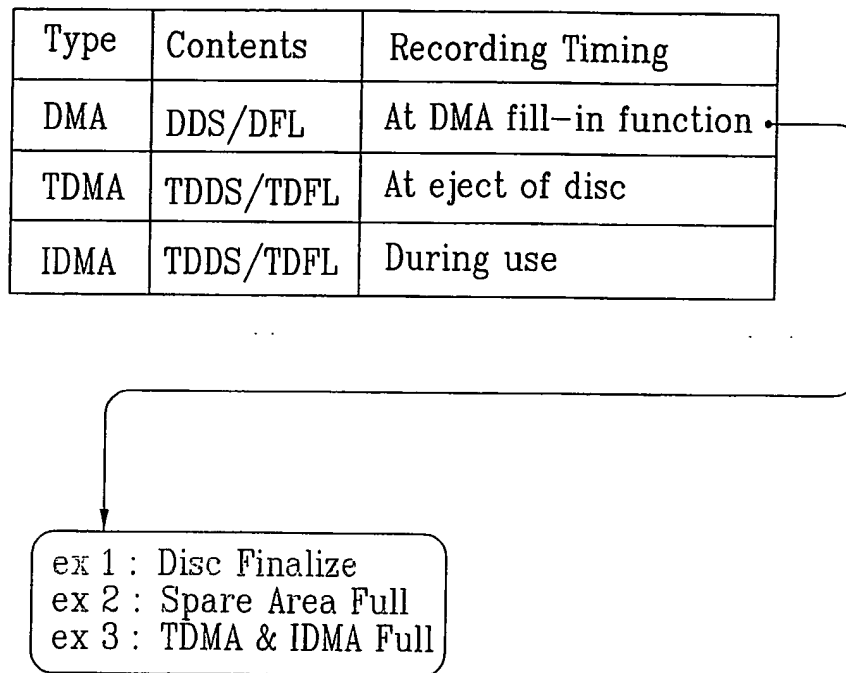 Type Contents Recording Timing
DMA DDS/DFL At DMA fill-in function
TDMA TDDS/TDFL At eject of disc
IDMA TDDS/TDFL During use
ex 1 : Disc Finalize
ex 2 : Spare Area Full
ex 3 : TDMA & IDMA Full